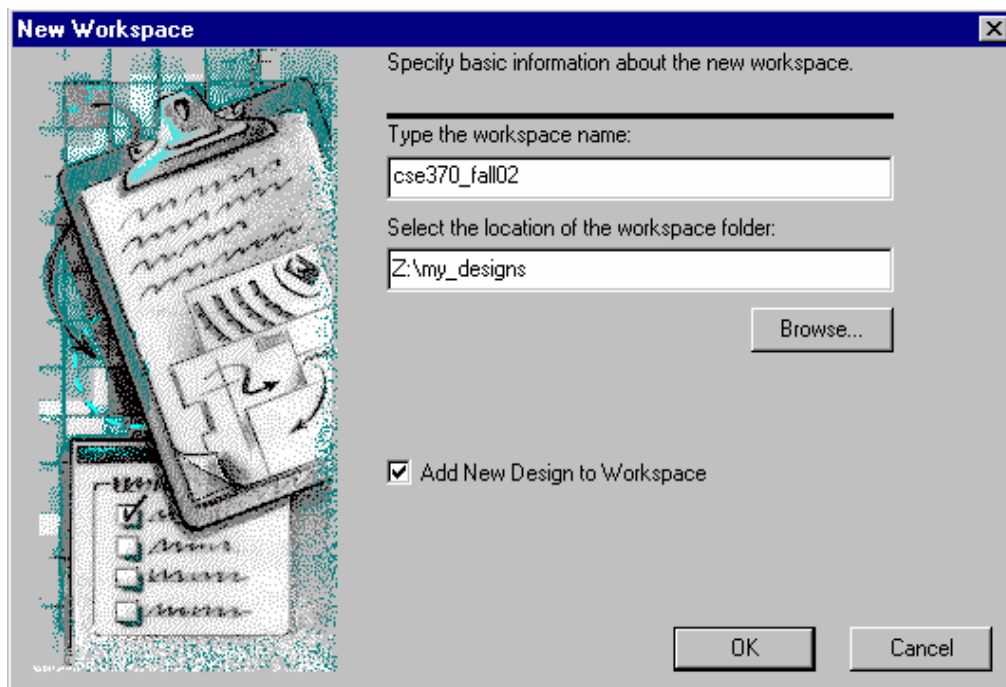 New Workspace
Specify basic information about the new workspace.
Type the workspace name:
cse370_fall02
Select the location of the workspace folder:
Z:\my_designs
Browse...
Add New Design to Workspace
OK
Cancel